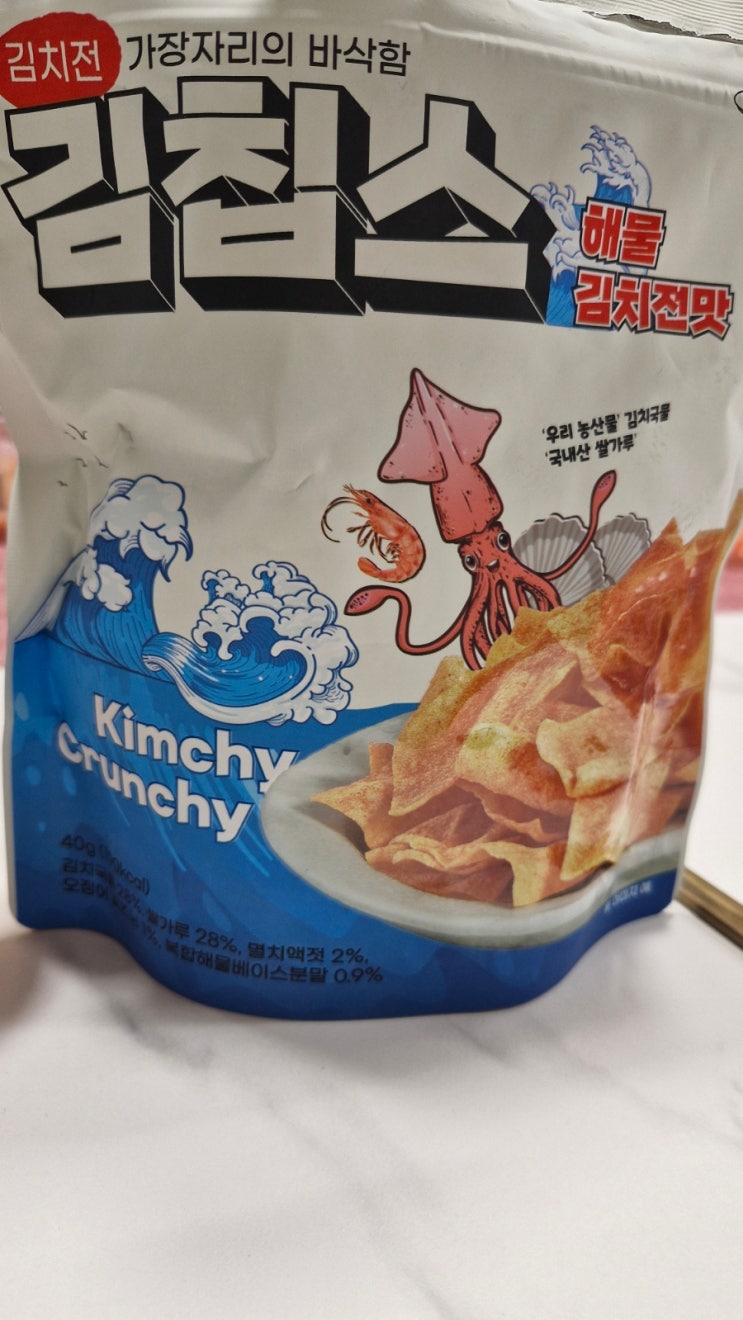 김치전 가장자리의 바삭함
김칩스
해물
김치전맛
'우리 농산물' 김치국물
'국내산 쌀가루'
Kimchy
Crunchy
40g
쌀가루 28%, 멸치액젓 2%,
복합해물베이스분말 0.9%